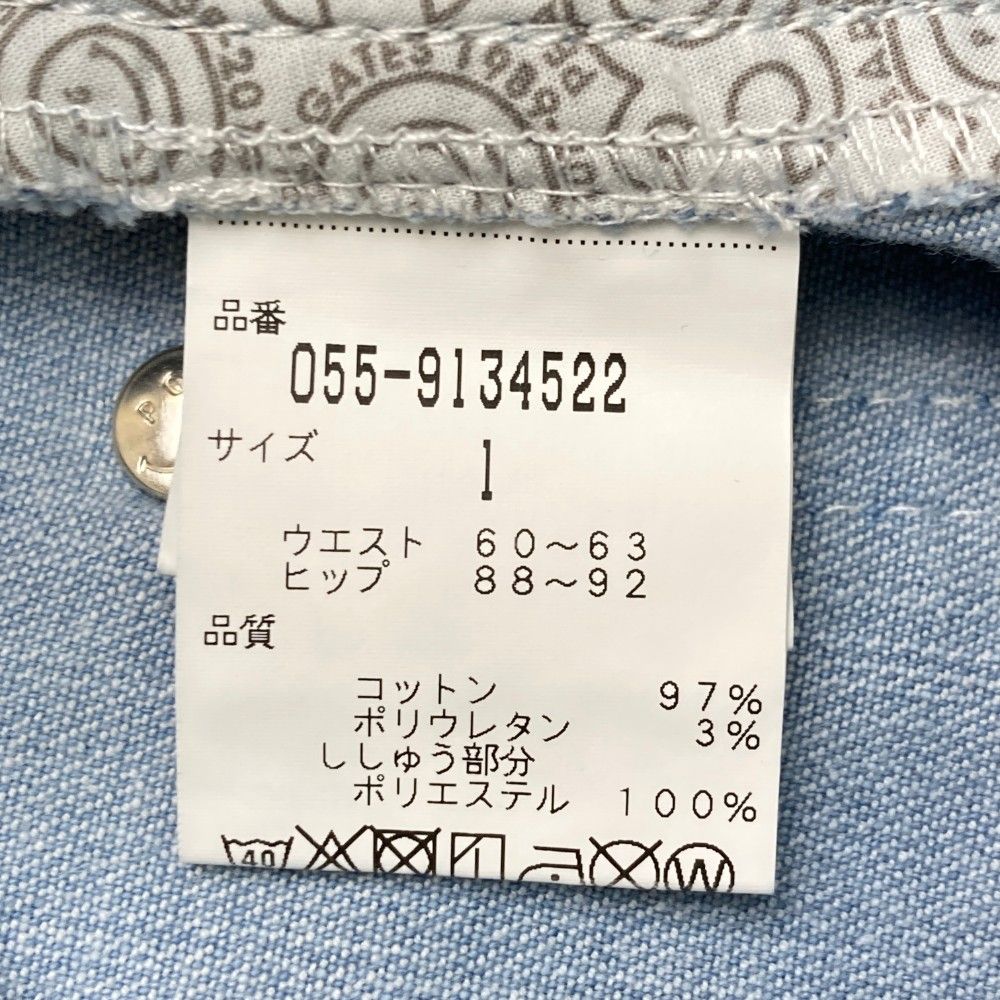 GATES 1989
品番
055-9134522
サイズ
1
ウエスト 60～63
ヒップ 88～92
品質
コットン 97%
ポリウレタン 3%
ししゅう部分
ポリエステル 100%
40
W